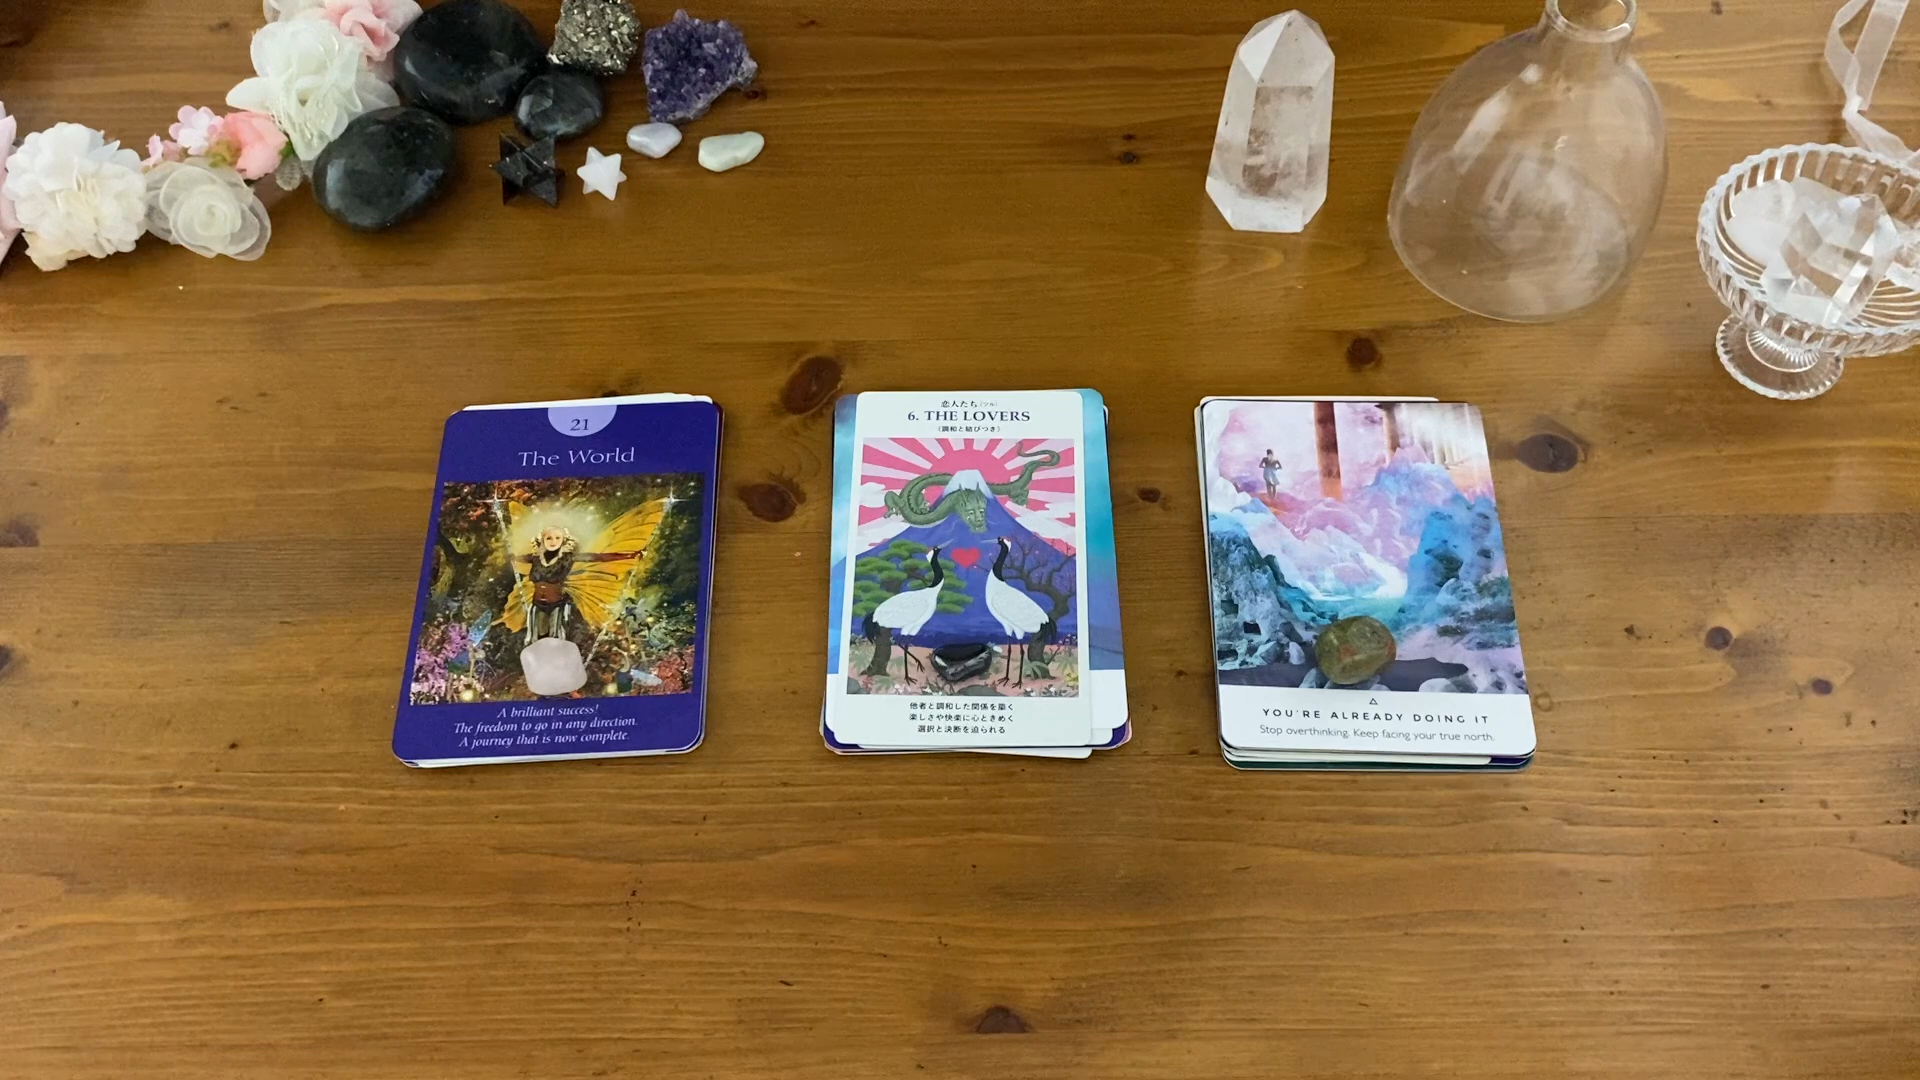 21
The World
A brilliant success!
The freedom to go in any direction.
A journey that is now complete.
恋人たち（ツル）
6. THE LOVERS
《調和と結びつき》
他者と調和した関係を築く
楽しさや快楽に心ときめく
選択と決断を迫られる
YOU'RE ALREADY DOING IT
Stop overthinking. Keep facing your true north.